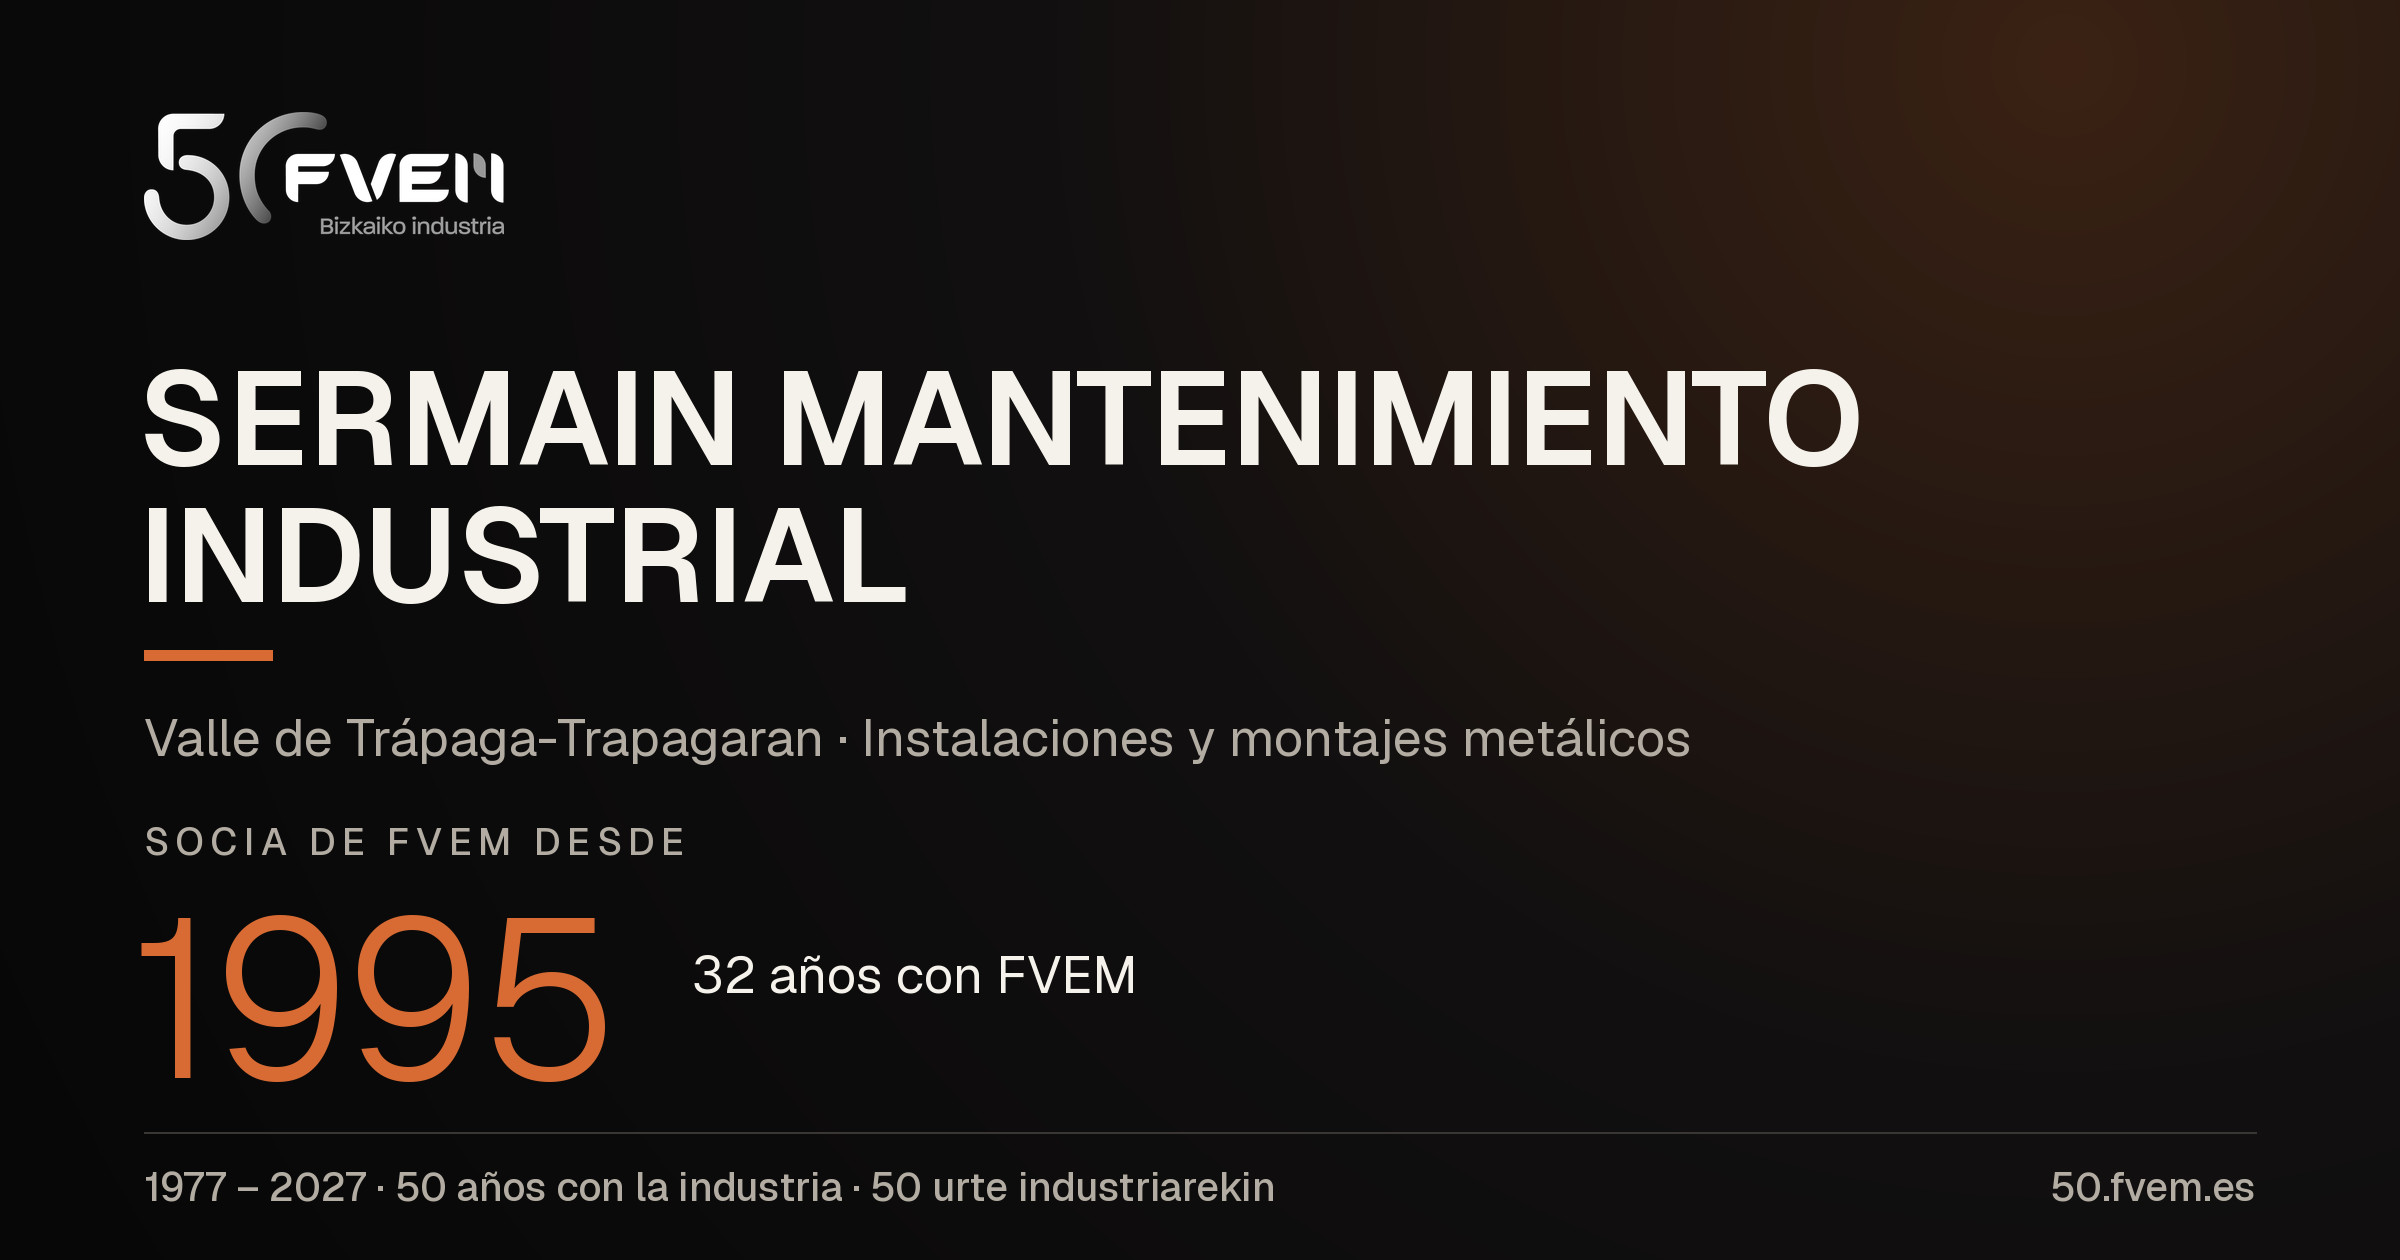 50 FVEM
Bizkaiko industria
SERMAIN MANTENIMIENTO
INDUSTRIAL
Valle de Trápaga-Trapagaran · Instalaciones y montajes metálicos
SOCIA DE FVEM DESDE
1995
32 años con FVEM
1977 – 2027 · 50 años con la industria · 50 urte industriarekin
50.fvem.es